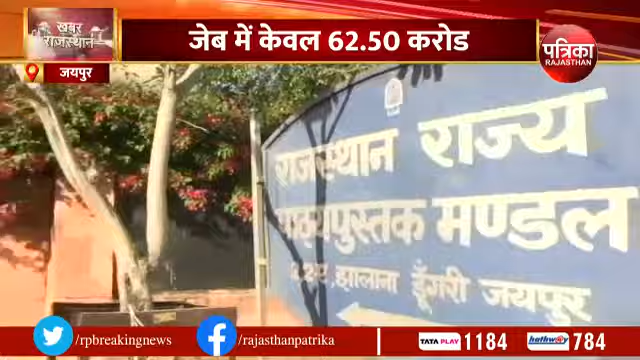 खबर राजस्थान
जेब में केवल 62.50 करोड
पत्रिका
RAJASTHAN
जयपुर
राजस्थान राज्य
पाठ्यपुस्तक मण्डल
झालाना डूँगरी जयपुर
/rpbreakingnews
/rajasthanpatrika
TATA PLAY 1184
hathway 784